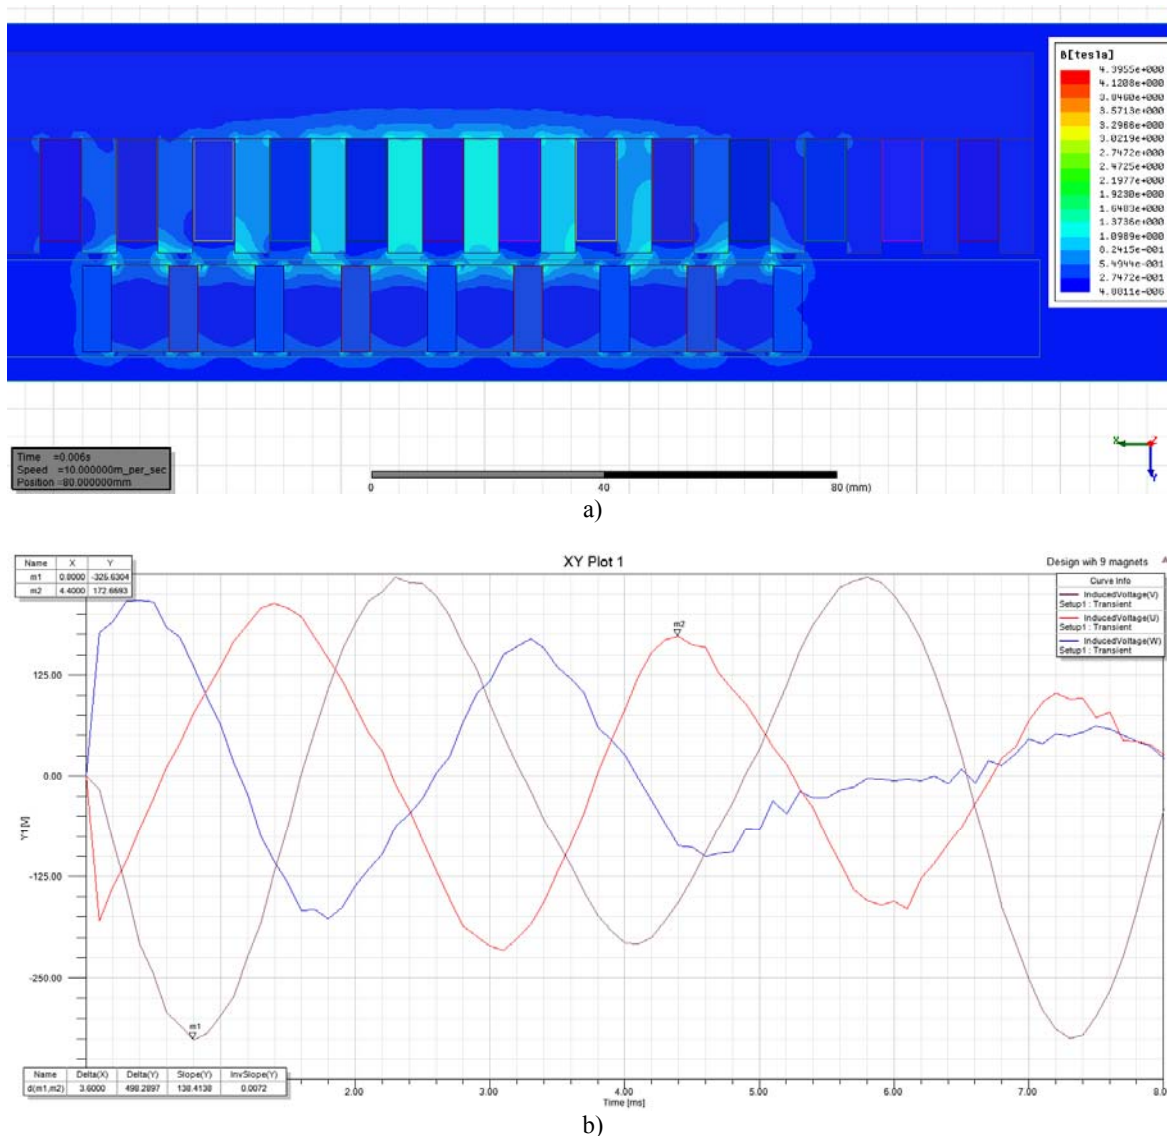 B[tesla]
4.3955e+000
4.1208e+000
3.8460e+000
3.5713e+000
3.2966e+000
3.0219e+000
2.7472e+000
2.4725e+000
2.1977e+000
1.9230e+000
1.6483e+000
1.3736e+000
1.0989e+000
8.2415e-001
5.4944e-001
2.7472e-001
4.8811e-006
X
Z
Y
Time =0.006s
Speed =10.000000m_per_sec
Position =80.000000mm
0
40
80 (mm)
a)
XY Plot 1
Design wih 9 magnets
Name X Y
m1 0.8000 -325.6304
m2 4.4000 172.6593
Curve Info
InducedVoltage(V)
Setup1 : Transient
InducedVoltage(U)
Setup1 : Transient
InducedVoltage(W)
Setup1 : Transient
m2
125.00
0.00
Y1 [V]
-125.00
-250.00
m1
Name Delta(X) Delta(Y) Slope(Y) InvSlope(Y)
d(m1,m2) 3.6000 498.2897 138.4138 0.0072
2.00
3.00
4.00
5.00
6.00
7.00
8.0
Time [ms]
b)